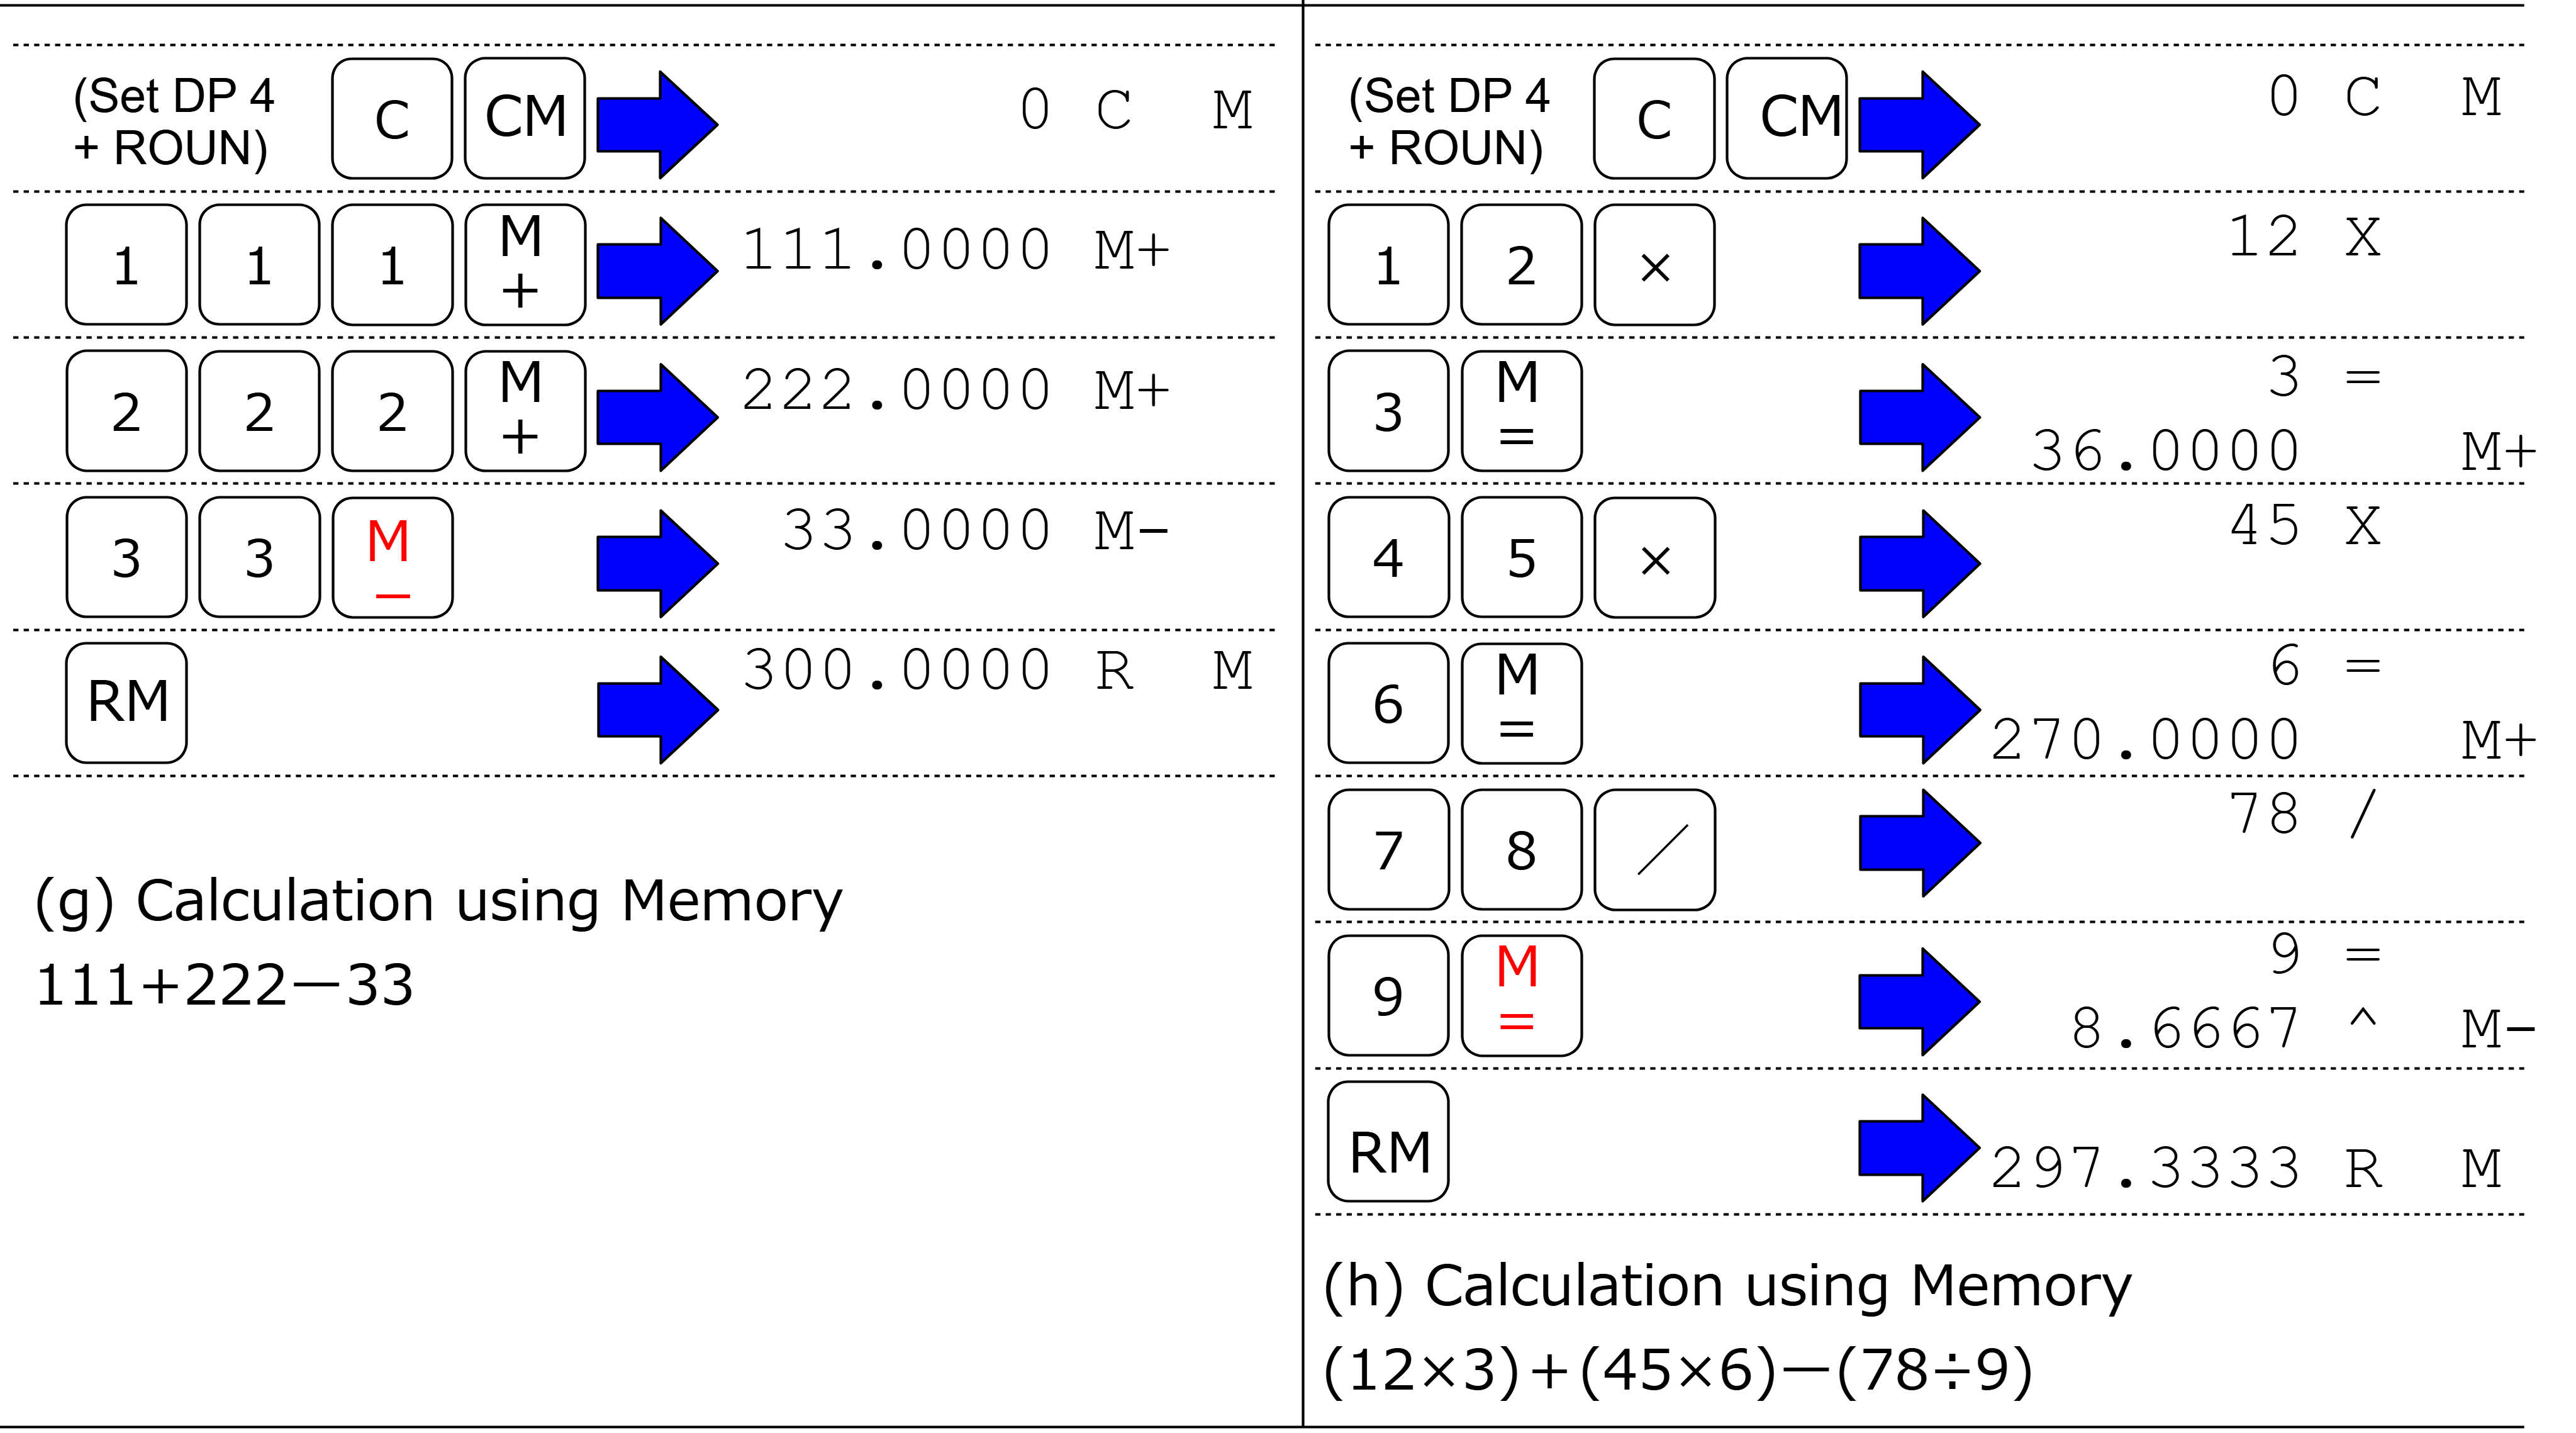 (Set DP 4
+ ROUN) C CM 0 C M
1 1 1 M
+ 111.0000 M+
2 2 2 M
+ 222.0000 M+
3 3 M
− 33.0000 M−
RM 300.0000 R M
(g) Calculation using Memory
111+222−33
(Set DP 4
+ ROUN) C CM 0 C M
1 2 × 12 X
3 M
= 3 =
36.0000 M+
4 5 × 45 X
6 M
= 6 =
270.0000 M+
7 8 ∕ 78 /
9 M
= 9 =
8.6667 ^ M−
RM 297.3333 R M
(h) Calculation using Memory
(12×3)+(45×6)−(78÷9)